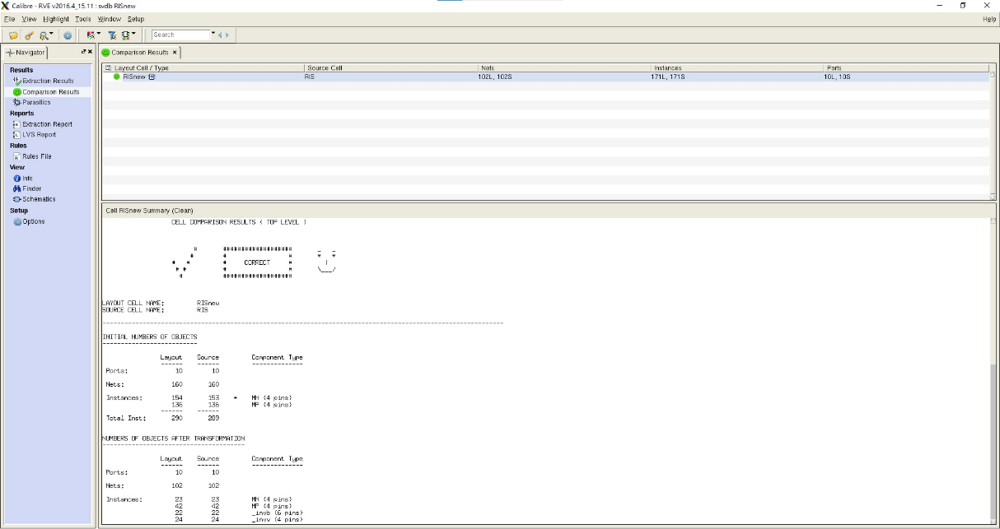 Calibre - RVE v2016.4_15.11 : svdb RISnew
File View Highlight Tools Window Setup
Help
Search
Navigator
Results
Extraction Results
Comparison Results
Parasitics
Reports
Extraction Report
LVS Report
Rules
Rules File
View
Info
Finder
Schematics
Setup
Options
Comparison Results
Layout Cell / Type Source Cell Nets Instances Ports
RISnew RIS 102L, 102S 171L, 171S 10L, 10S
Cell RISnew Summary (Clean)
CELL COMPARISON RESULTS ( TOP LEVEL )
CORRECT
LAYOUT CELL NAME: RISnew
SOURCE CELL NAME: RIS
INITIAL NUMBERS OF OBJECTS
Layout Source Component Type
Ports: 10 10
Nets: 160 160
Instances: 154 153 * MN (4 pins)
136 136 MP (4 pins)
Total Inst: 290 289
NUMBERS OF OBJECTS AFTER TRANSFORMATION
Layout Source Component Type
Ports: 10 10
Nets: 102 102
Instances: 23 23 MN (4 pins)
42 42 MP (4 pins)
22 22 _invb (6 pins)
24 24 _invv (4 pins)